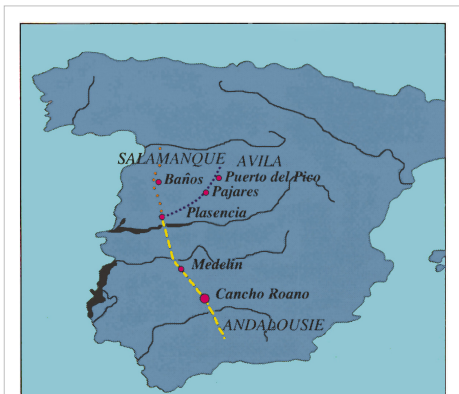 SALAMANQUE AVILA
Baños
Puerto del Pico
Pajares
Plasencia
Medelin
Cancho Roano
ANDALOUSIE